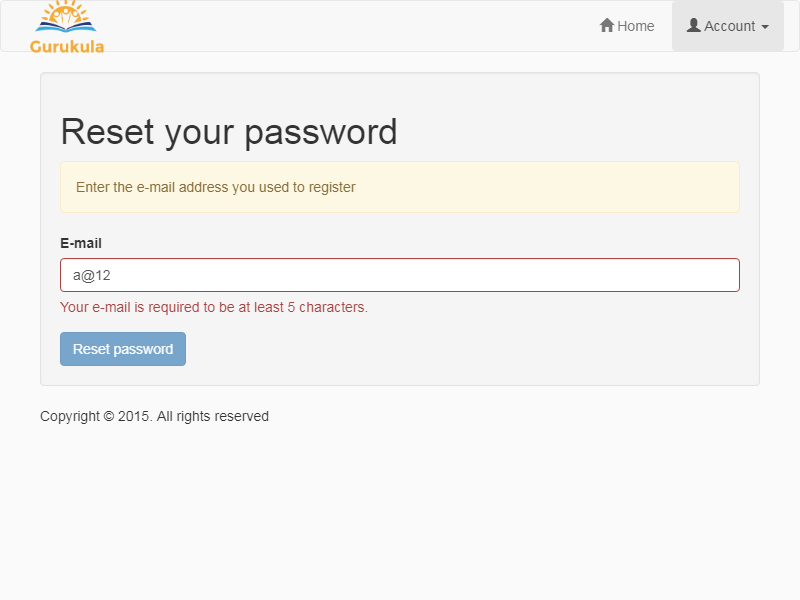 Gurukula
Home
Account
Reset your password
Enter the e-mail address you used to register
E-mail
a@12
Your e-mail is required to be at least 5 characters.
Reset password
Copyright © 2015. All rights reserved